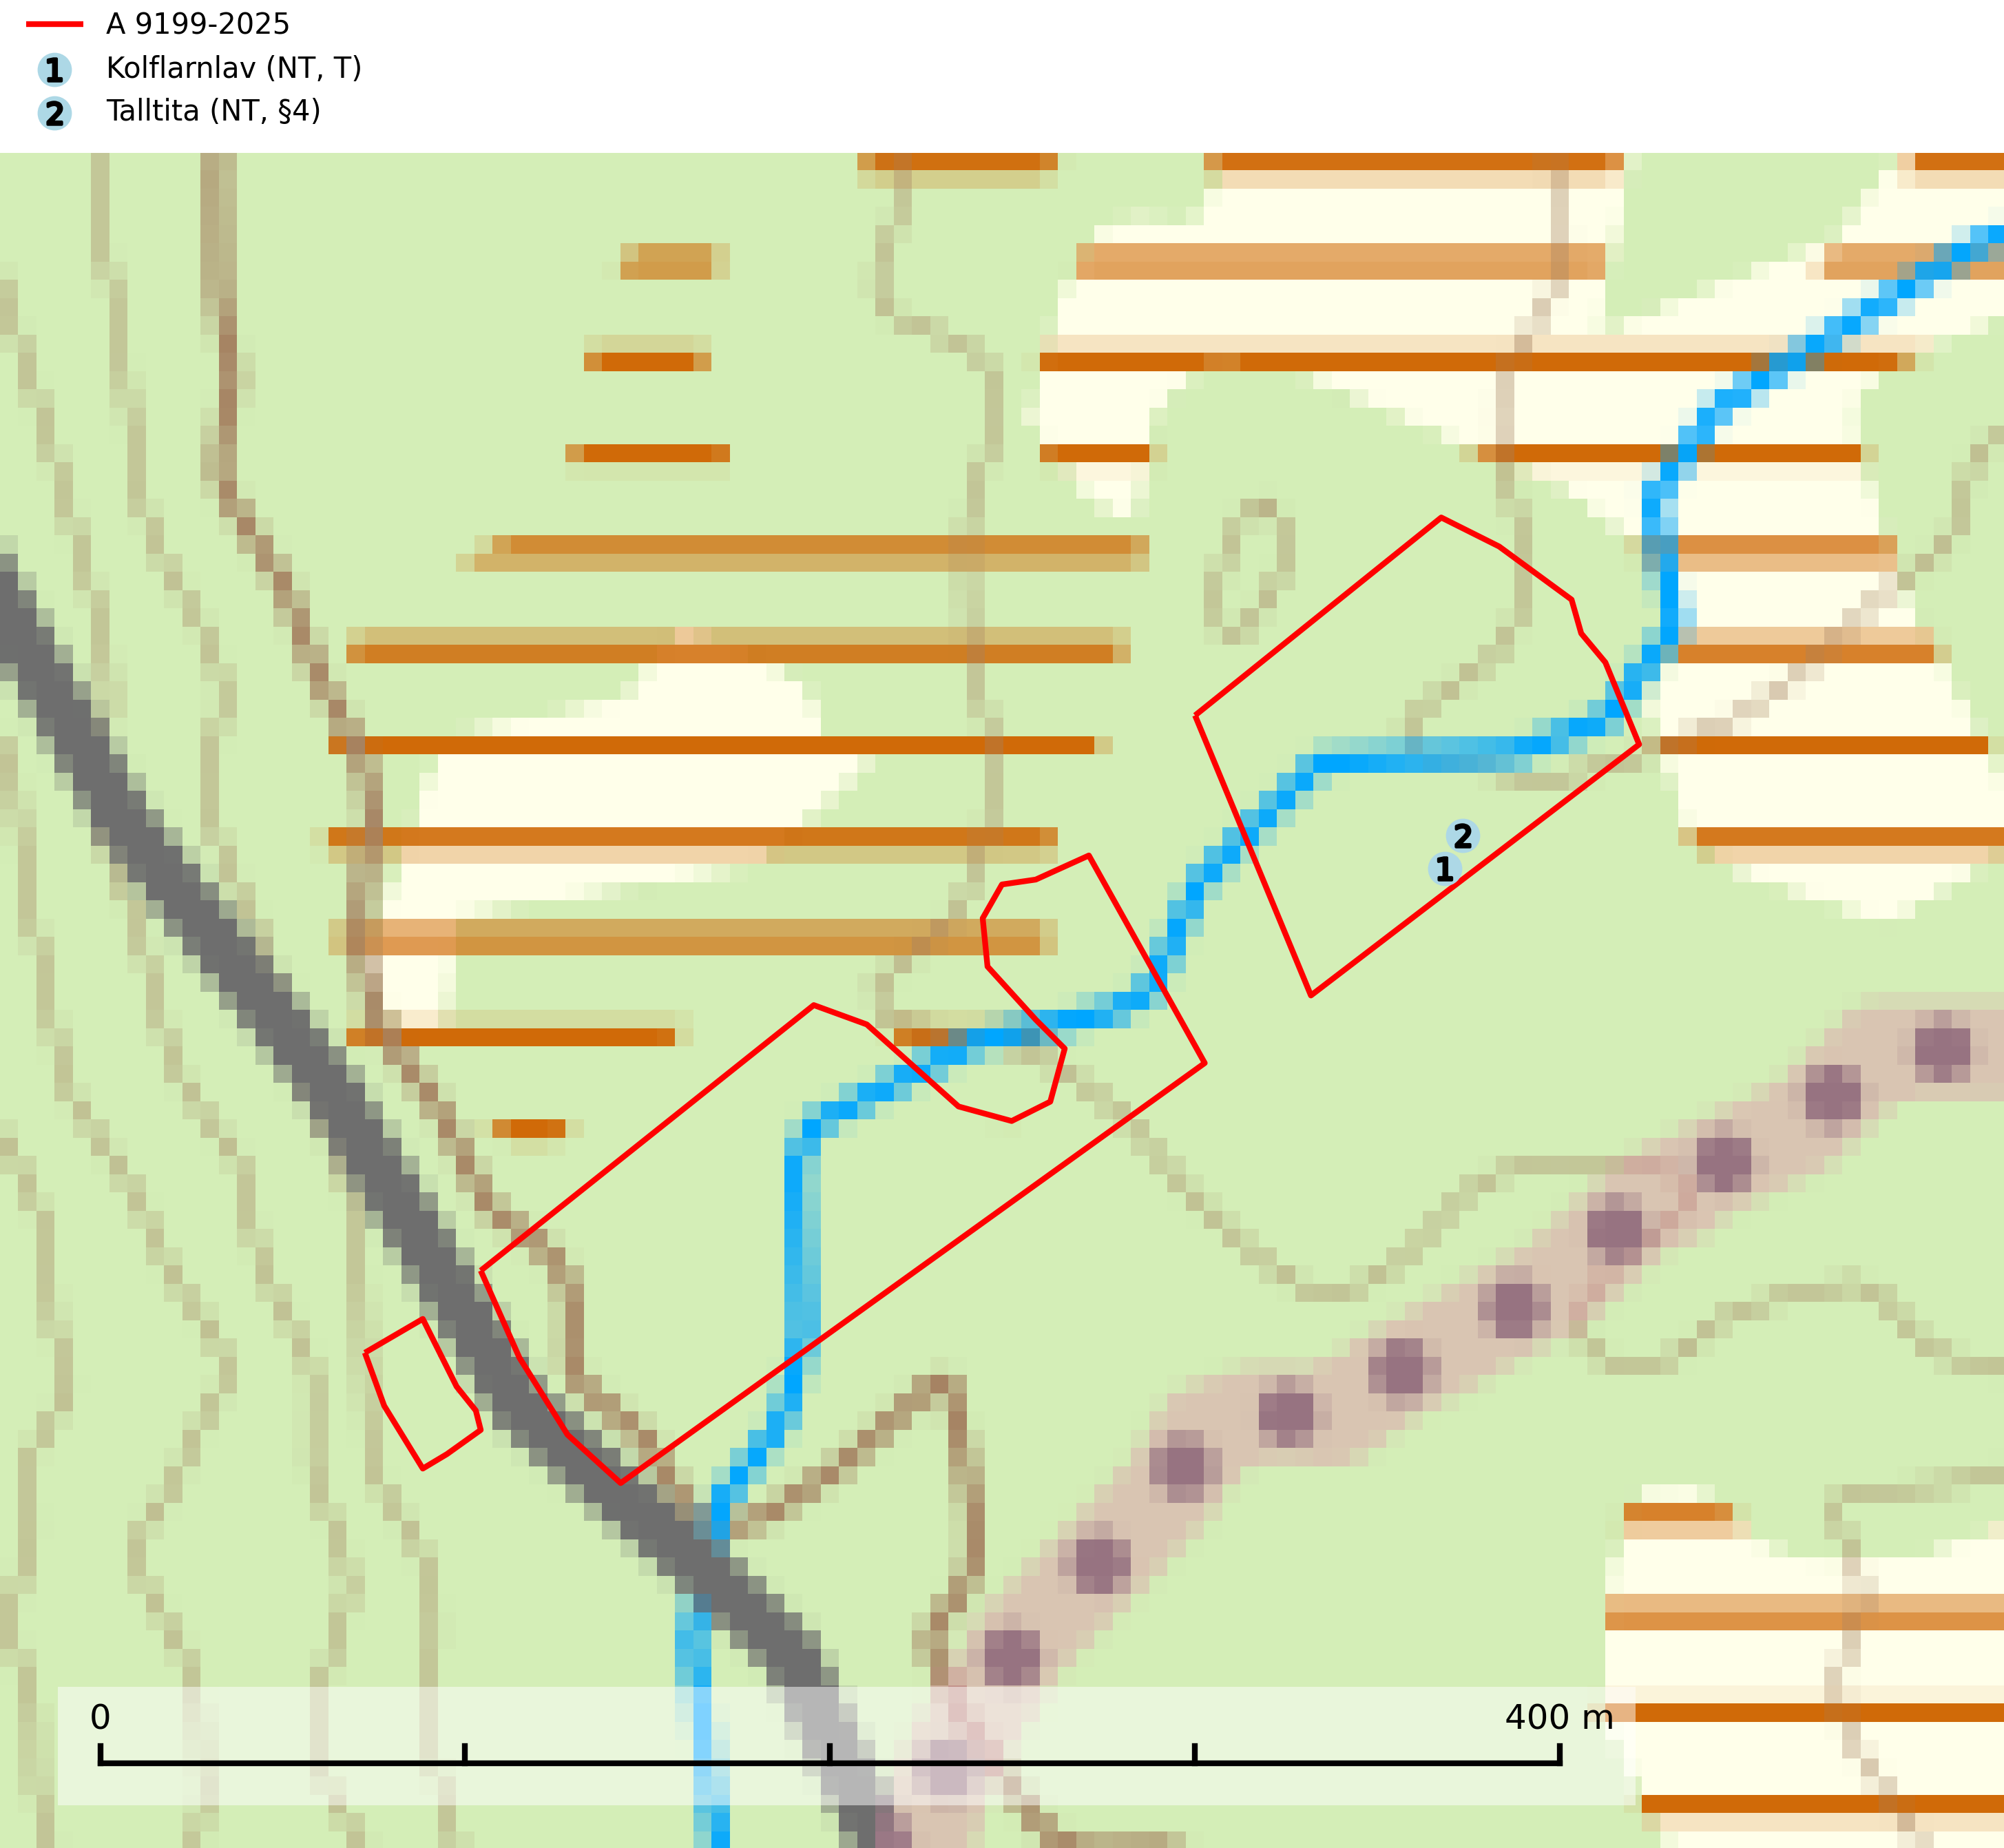 A 9199-2025
1 Kolflarnlav (NT, T)
2 Talltita (NT, §4)
2
1
0 400 m